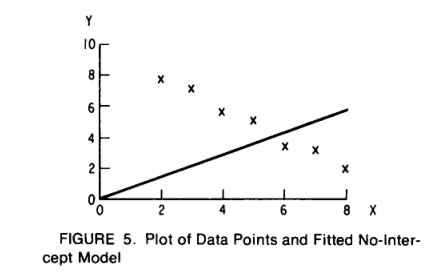 Y
10
8
6
4
2
0
0 2 4 6 8 X
FIGURE 5. Plot of Data Points and Fitted No-Inter-
cept Model